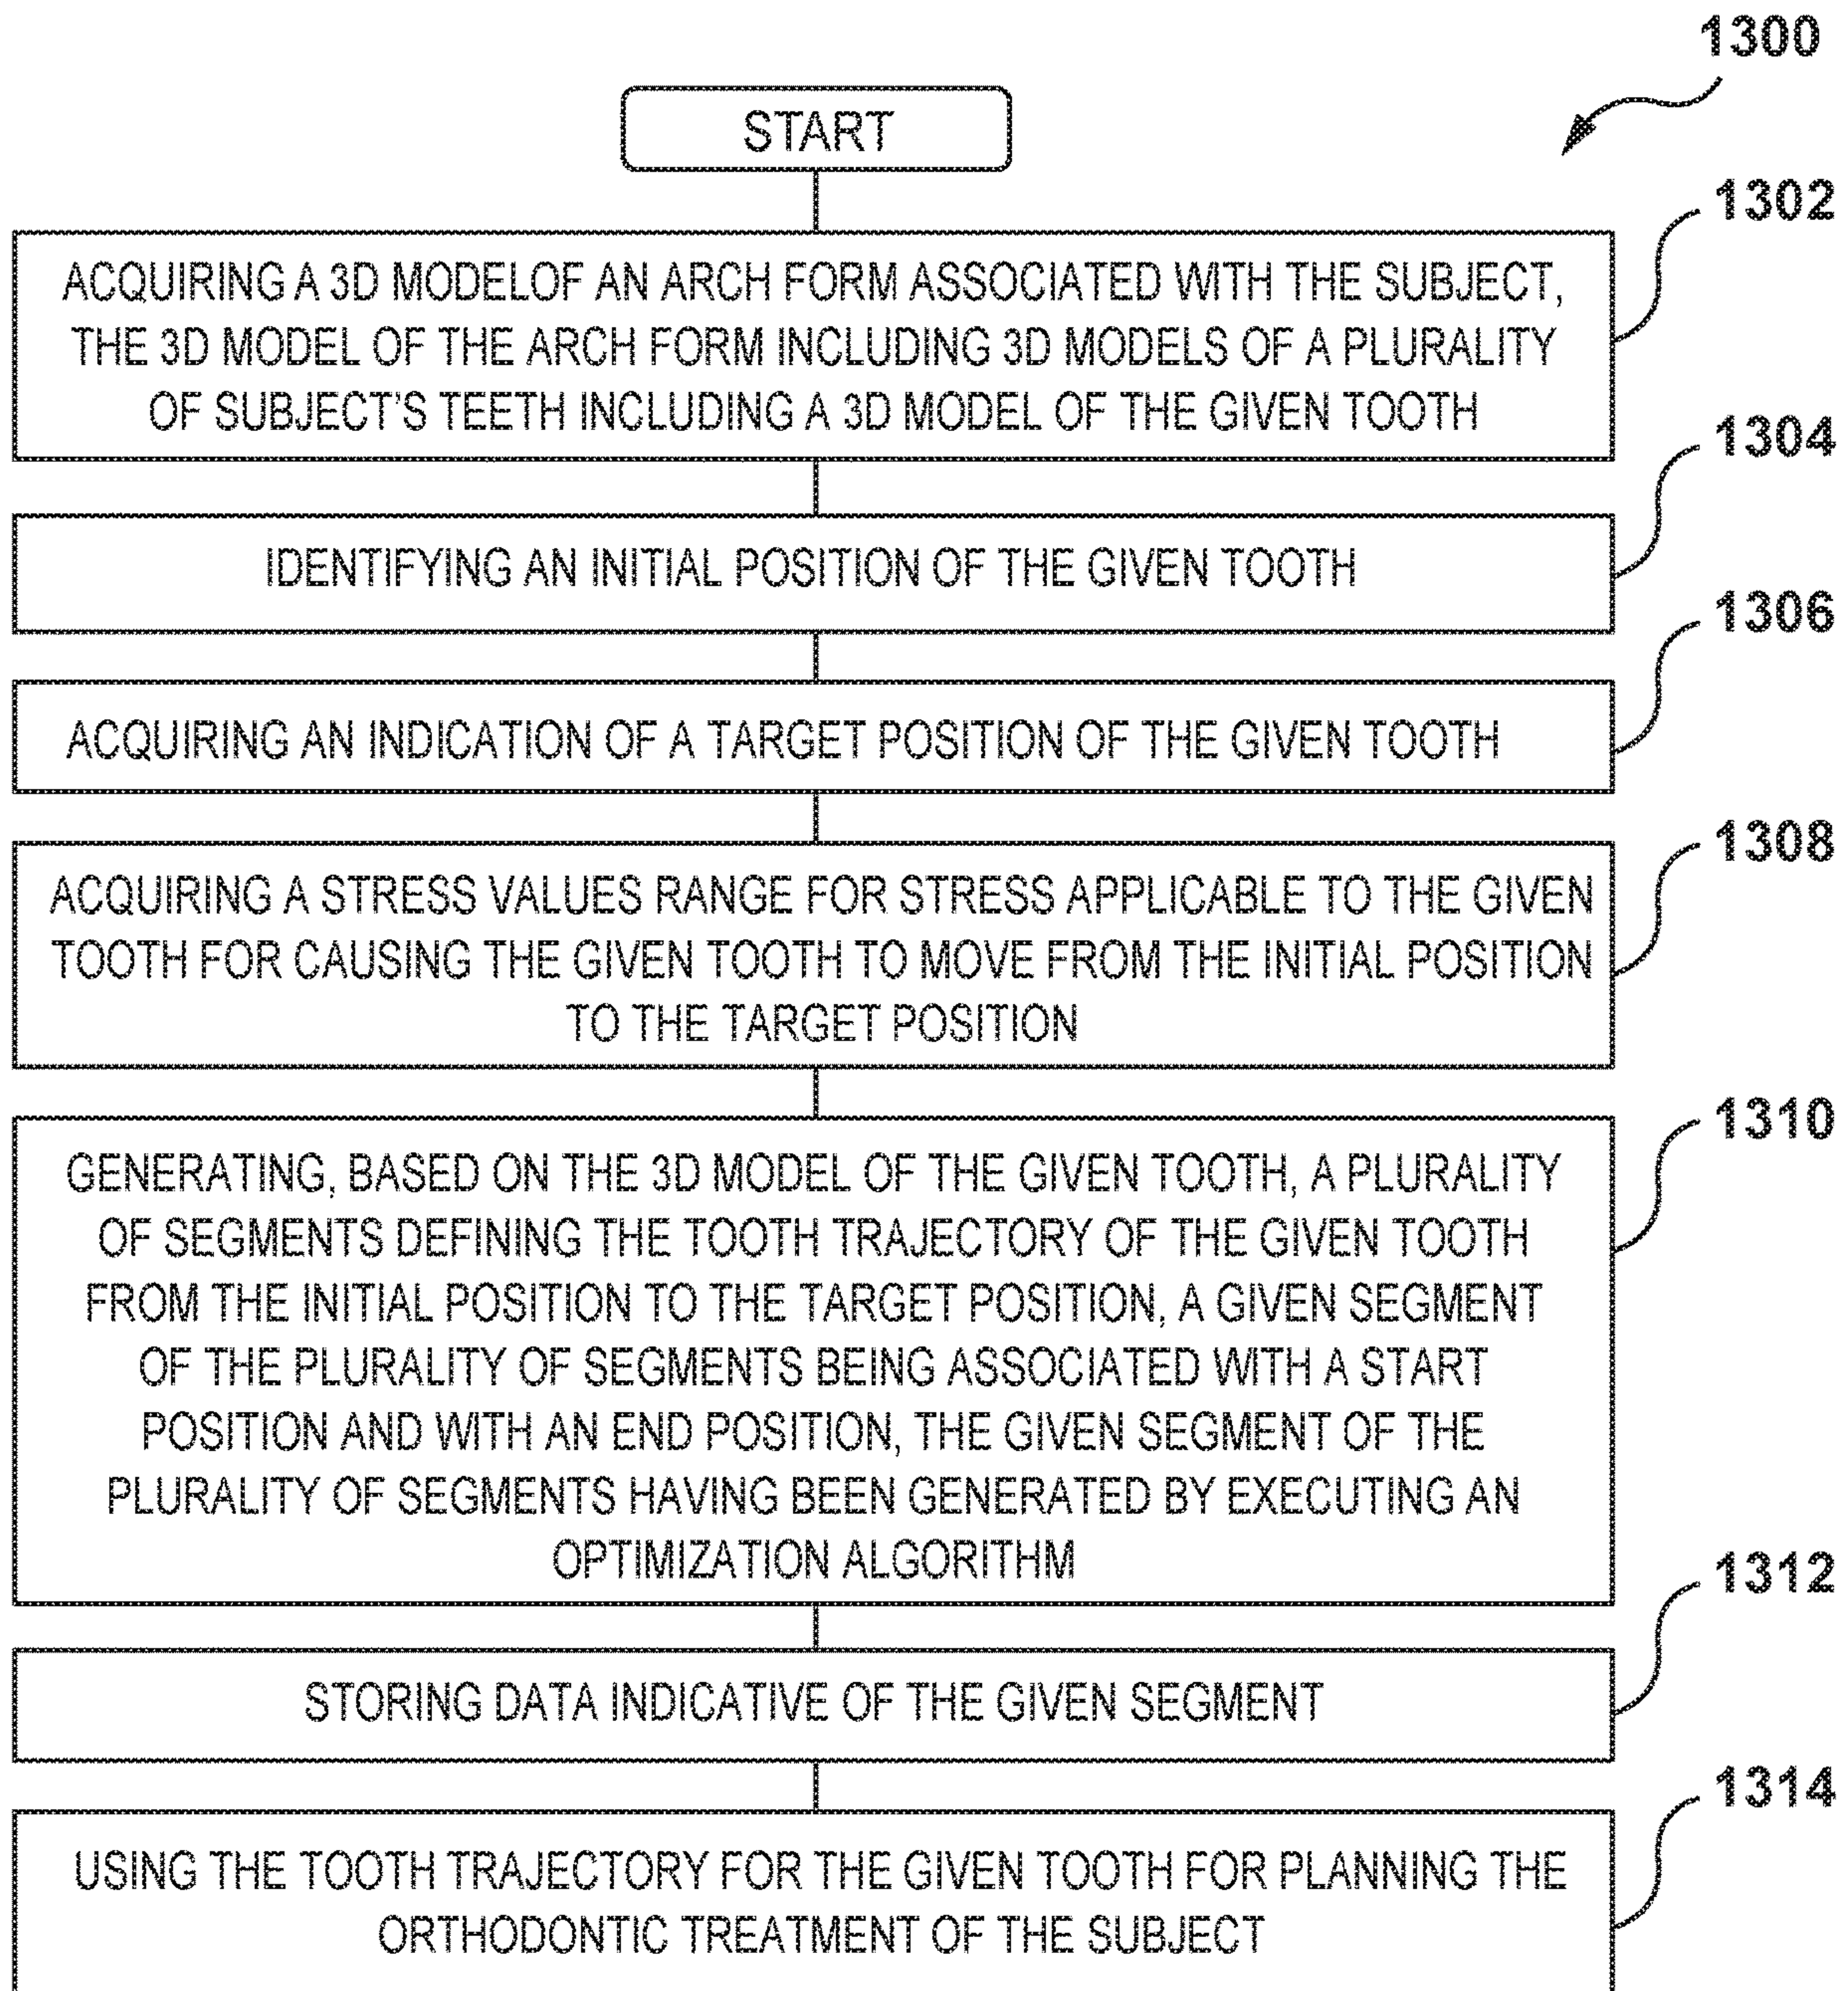 1300
START
1302
ACQUIRING A 3D MODELOF AN ARCH FORM ASSOCIATED WITH THE SUBJECT,
THE 3D MODEL OF THE ARCH FORM INCLUDING 3D MODELS OF A PLURALITY
OF SUBJECT'S TEETH INCLUDING A 3D MODEL OF THE GIVEN TOOTH
1304
IDENTIFYING AN INITIAL POSITION OF THE GIVEN TOOTH
1306
ACQUIRING AN INDICATION OF A TARGET POSITION OF THE GIVEN TOOTH
1308
ACQUIRING A STRESS VALUES RANGE FOR STRESS APPLICABLE TO THE GIVEN
TOOTH FOR CAUSING THE GIVEN TOOTH TO MOVE FROM THE INITIAL POSITION
TO THE TARGET POSITION
1310
GENERATING, BASED ON THE 3D MODEL OF THE GIVEN TOOTH, A PLURALITY
OF SEGMENTS DEFINING THE TOOTH TRAJECTORY OF THE GIVEN TOOTH
FROM THE INITIAL POSITION TO THE TARGET POSITION, A GIVEN SEGMENT
OF THE PLURALITY OF SEGMENTS BEING ASSOCIATED WITH A START
POSITION AND WITH AN END POSITION, THE GIVEN SEGMENT OF THE
PLURALITY OF SEGMENTS HAVING BEEN GENERATED BY EXECUTING AN
OPTIMIZATION ALGORITHM
1312
STORING DATA INDICATIVE OF THE GIVEN SEGMENT
1314
USING THE TOOTH TRAJECTORY FOR THE GIVEN TOOTH FOR PLANNING THE
ORTHODONTIC TREATMENT OF THE SUBJECT